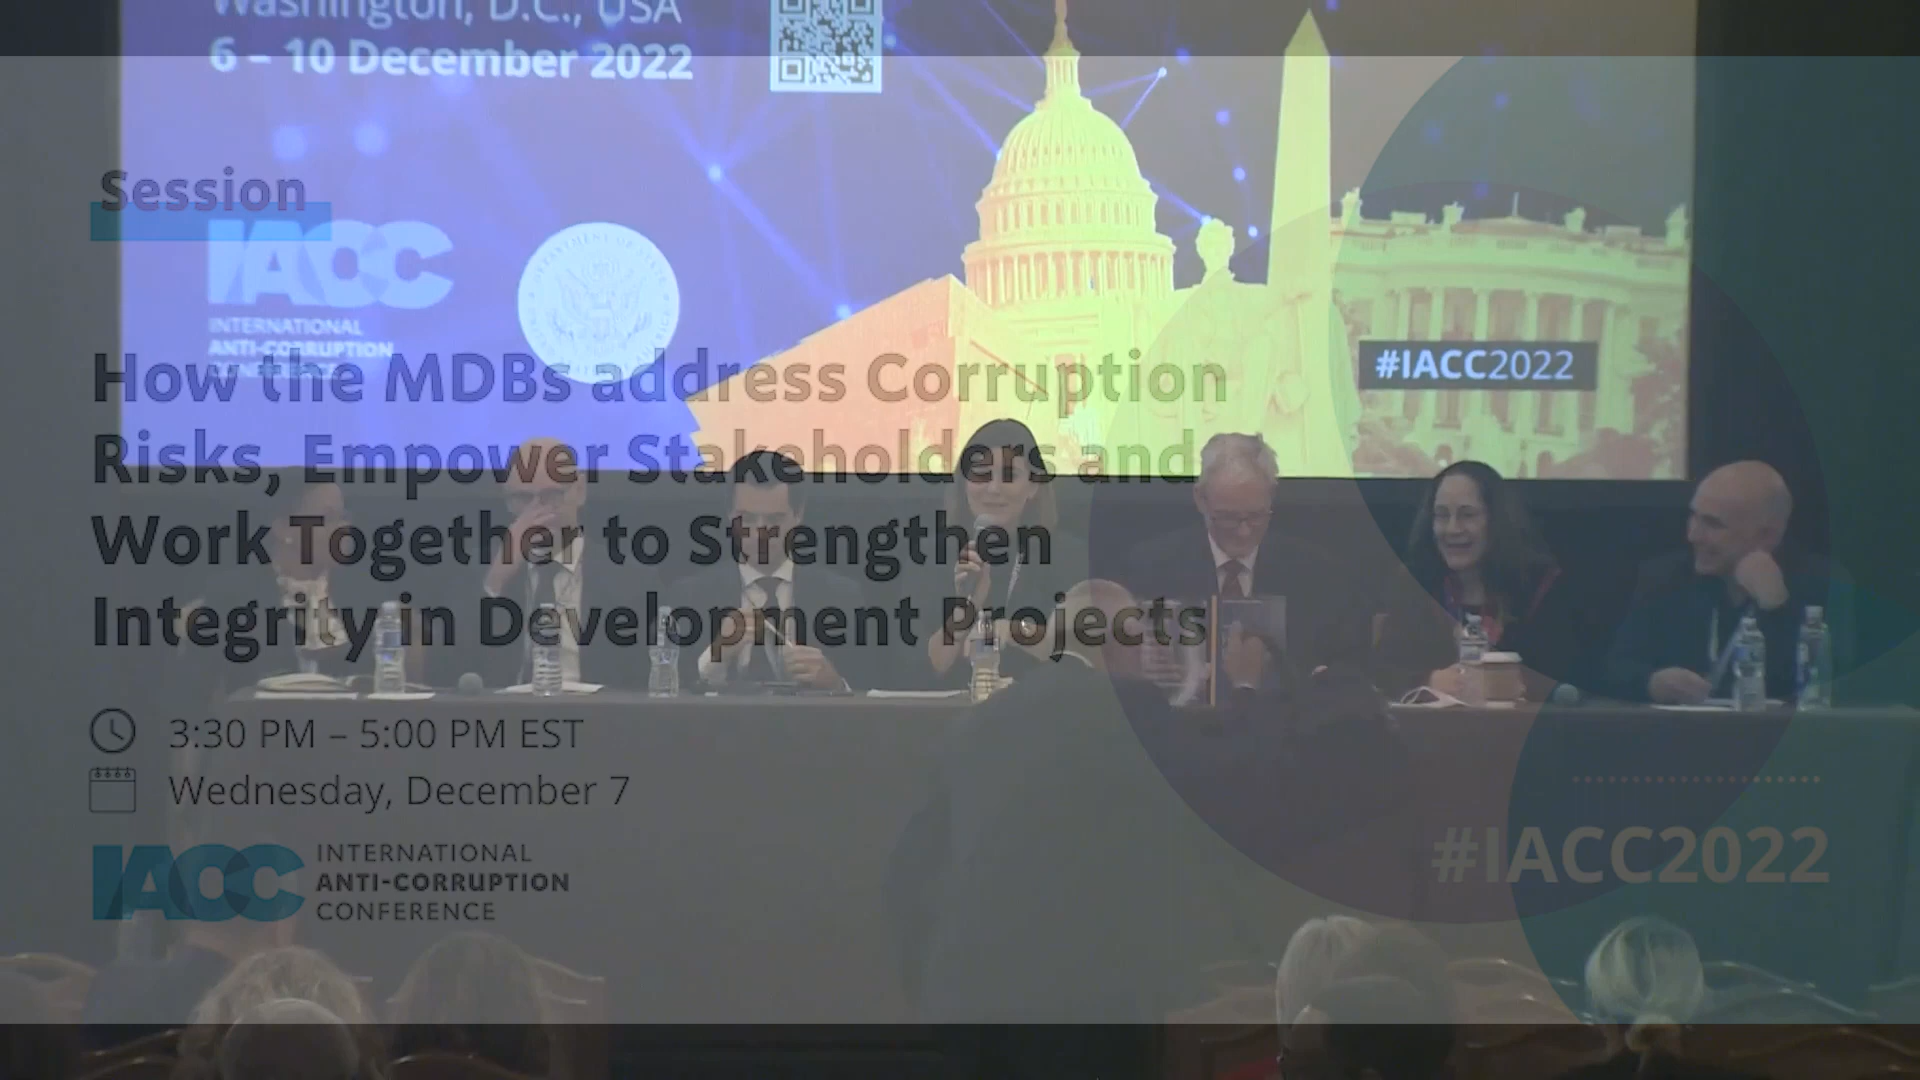 Washington, D.C., USA
6 – 10 December 2022
Session
IACC
INTERNATIONAL
ANTI-CORRUPTION
CONFERENCE
#IACC2022
How the MDBs address Corruption
Risks, Empower Stakeholders and
Work Together to Strengthen
Integrity in Development Projects
3:30 PM – 5:00 PM EST
Wednesday, December 7
IACC
INTERNATIONAL
ANTI-CORRUPTION
CONFERENCE
#IACC2022